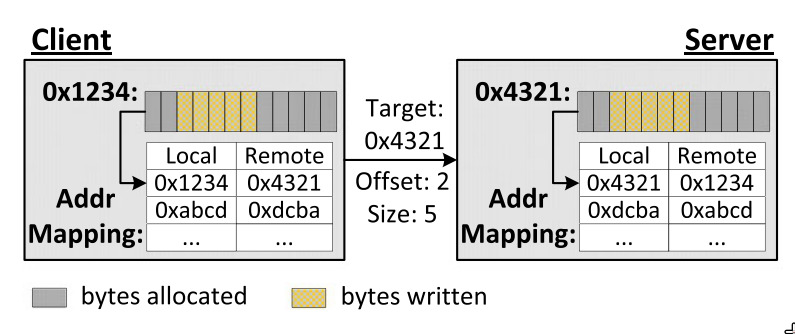 Client
Server
0x1234:
Local Remote
0x1234 0x4321
0xabcd 0xdcba
... ...
Addr
Mapping:
Target:
0x4321
Offset: 2
Size: 5
0x4321:
Local Remote
0x4321 0x1234
0xdcba 0xabcd
... ...
Addr
Mapping:
bytes allocated
bytes written